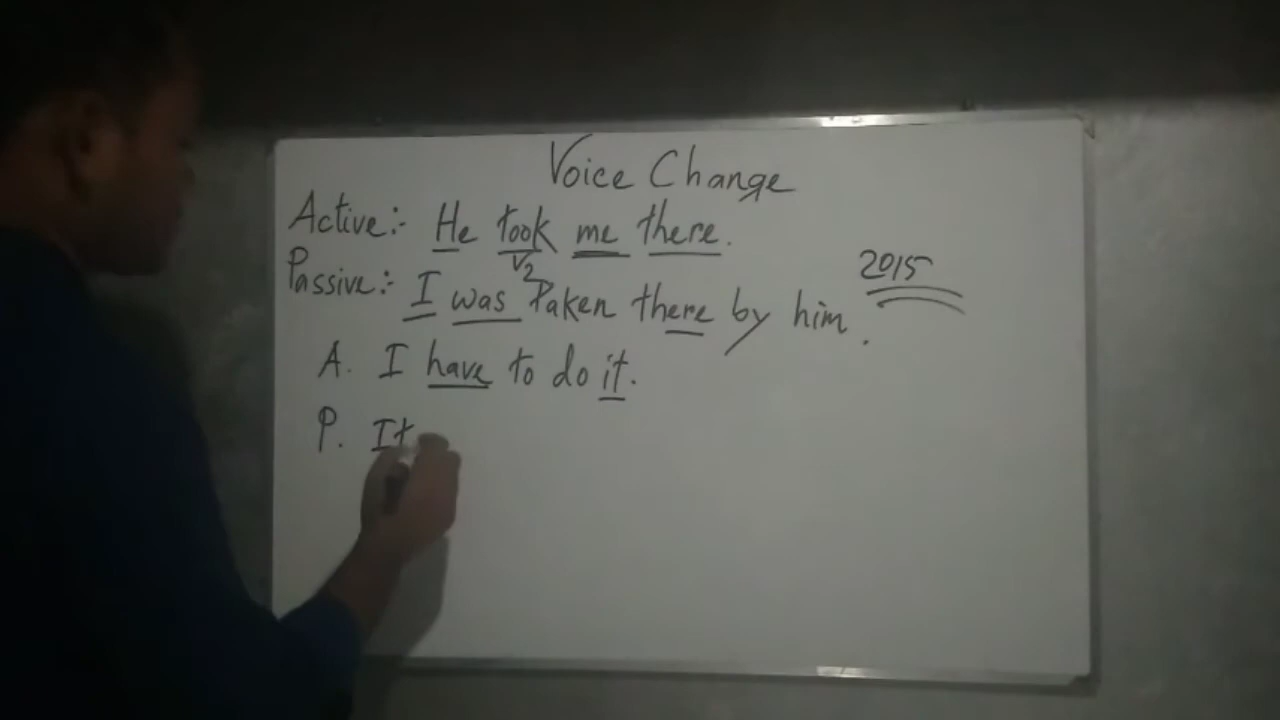 Voice Change
Active:- He took me there.
V2
2015
Passive:- I was taken there by him.
A. I have to do it.
P. It